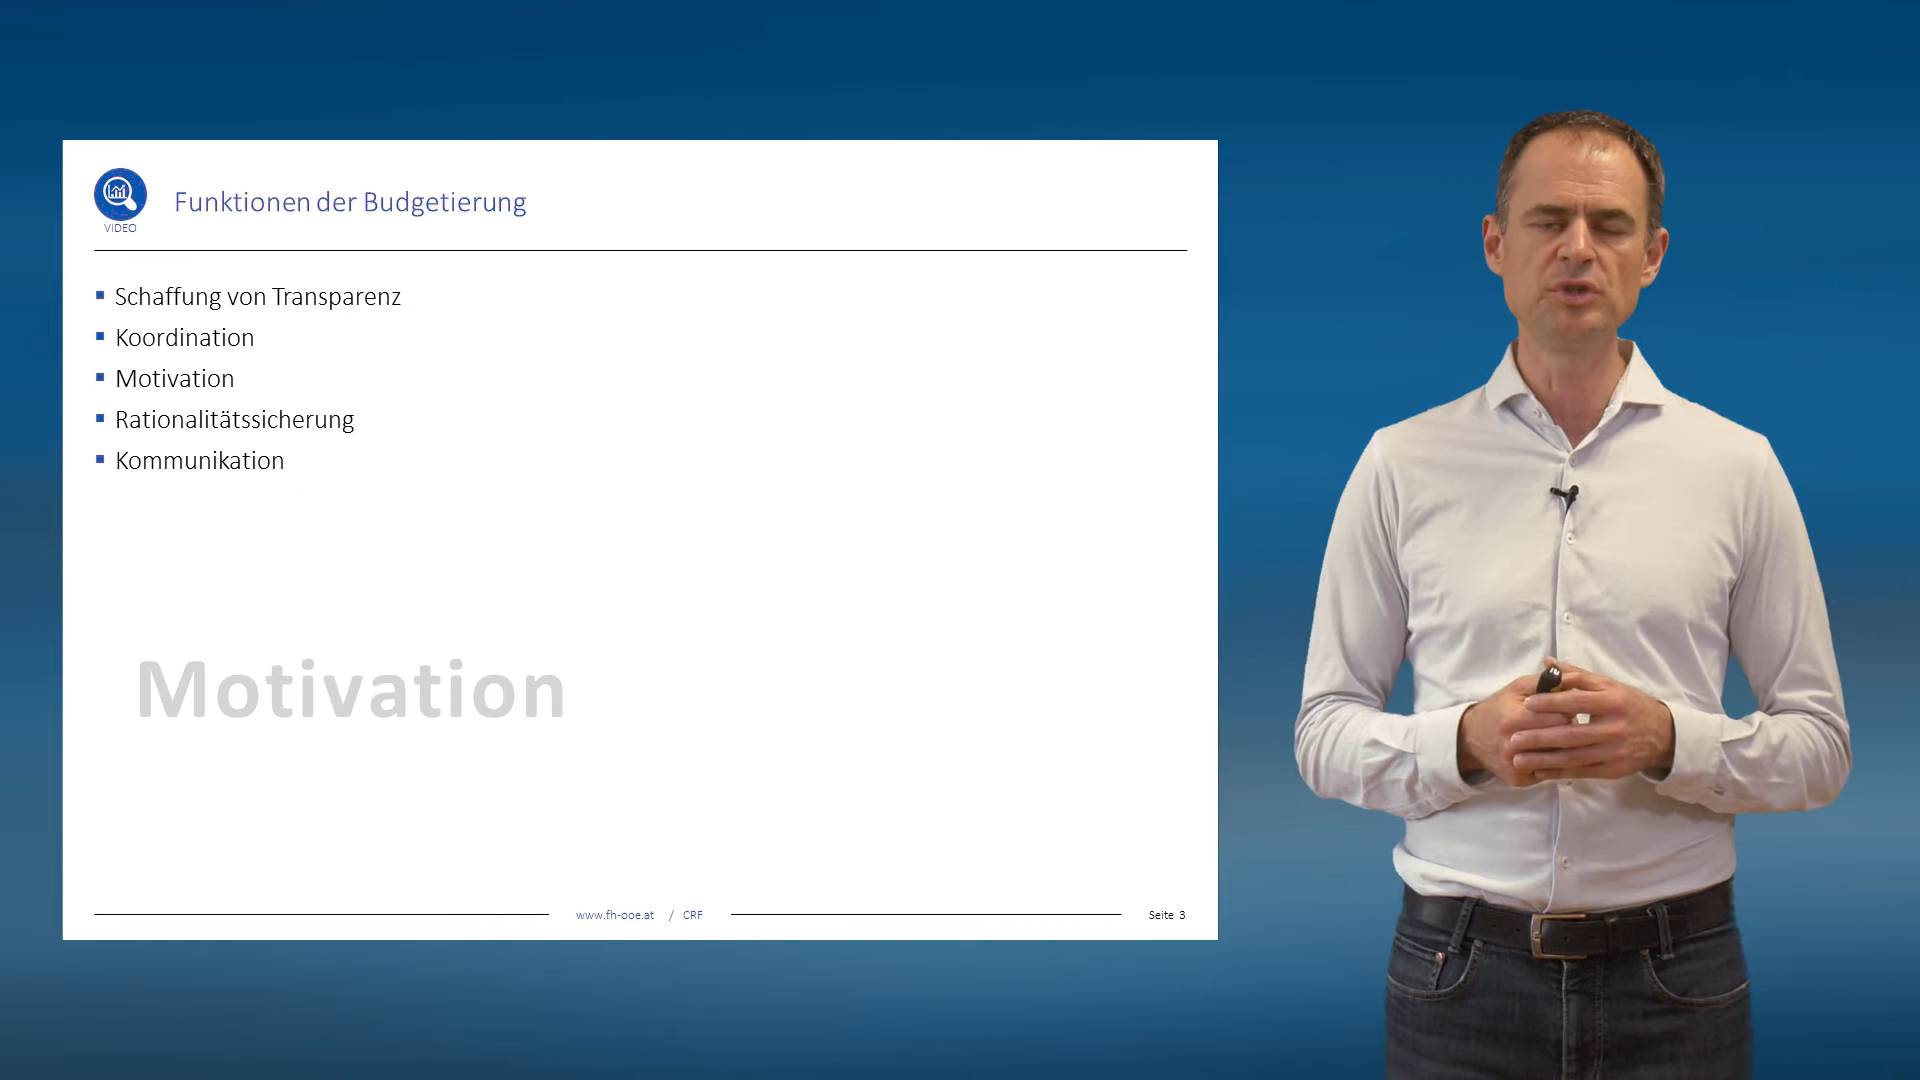 VIDEO
Funktionen der Budgetierung
Schaffung von Transparenz
Koordination
Motivation
Rationalitätssicherung
Kommunikation
Motivation
www.fh-ooe.at / CRF
Seite 3